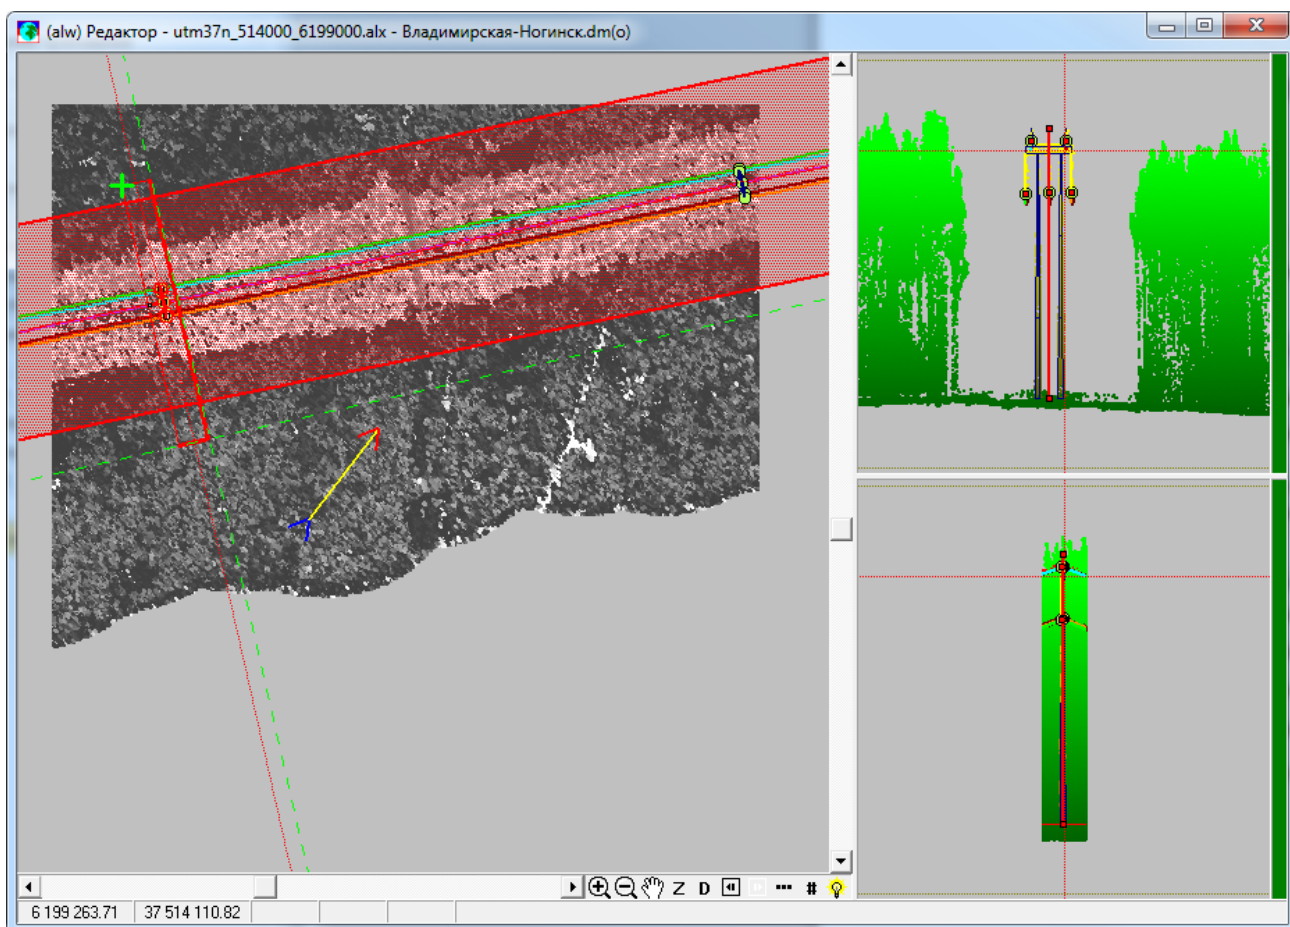 (alw) Редактор - utm37n_514000_6199000.alx - Владимирская-Ногинск.dm(o)
Z D #
6 199 263.71 37 514 110.82